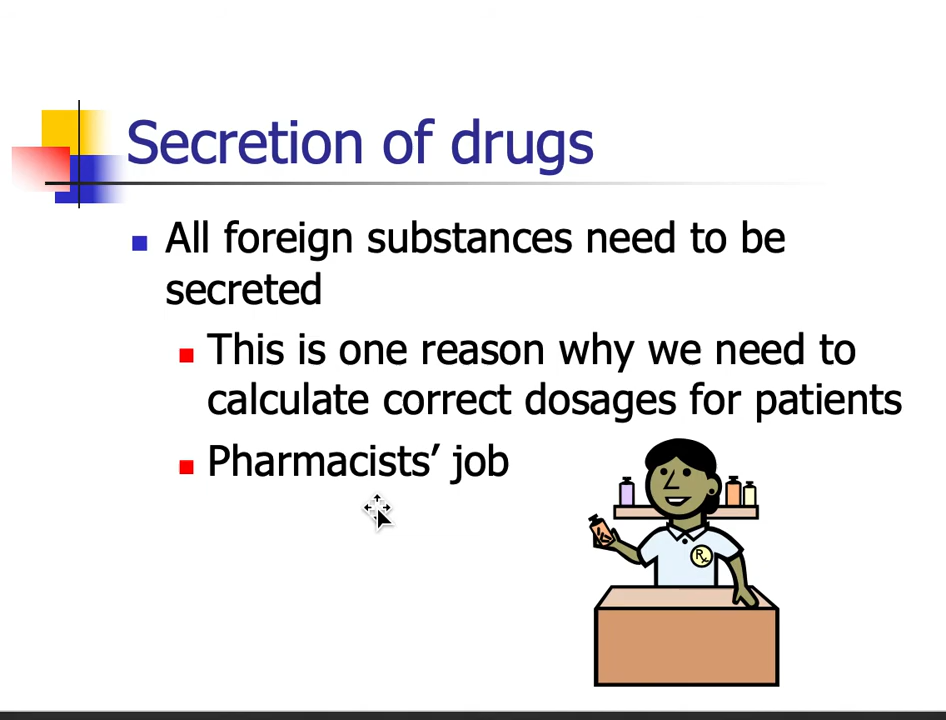 Secretion of drugs
All foreign substances need to be
secreted
This is one reason why we need to
calculate correct dosages for patients
Pharmacists’ job
Rx